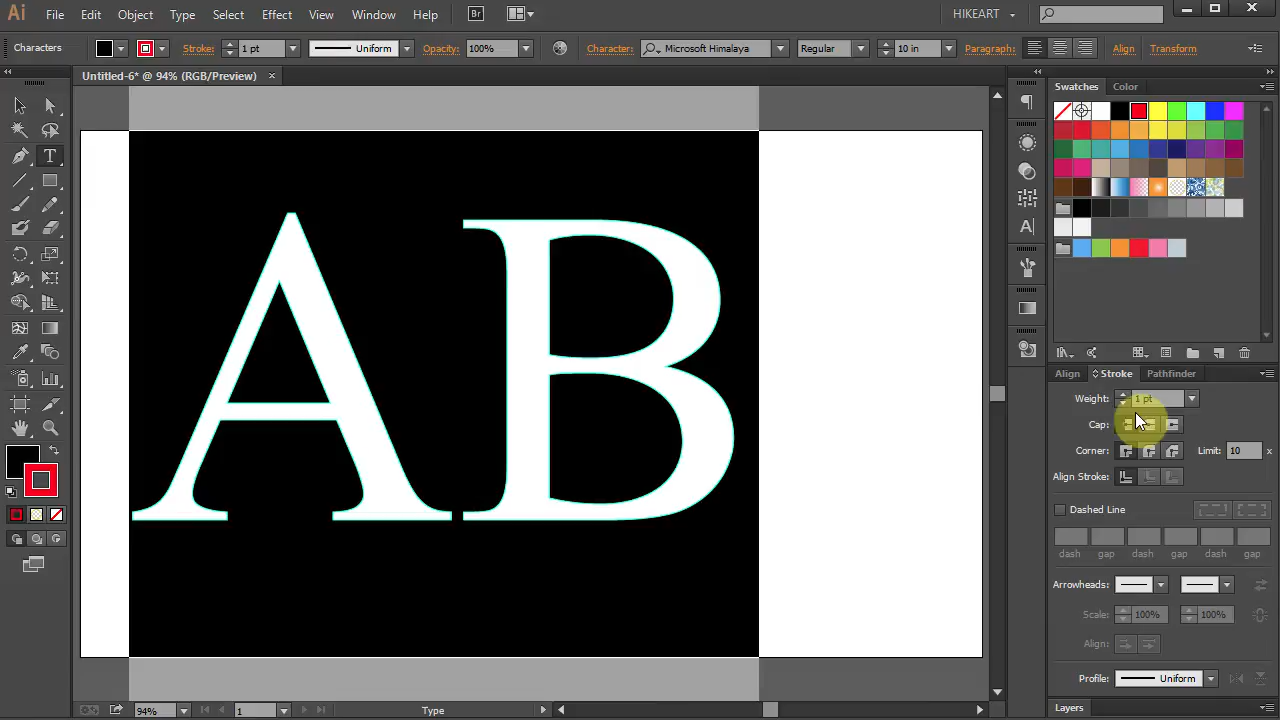 Ai File Edit Object Type Select Effect View Window Help Br HIKEART
Characters Stroke: 1 pt Uniform Opacity: 100% Character: Microsoft Himalaya Regular 10 in Paragraph: Align Transform
Untitled-6* @ 94% (RGB/Preview) ×
Swatches Color
AB
Align Stroke Pathfinder
Weight: 1 pt
Cap:
Corner: Limit: 10 x
Align Stroke:
Dashed Line
dash gap dash gap dash gap
Arrowheads:
Scale: 100% 100%
Align:
Profile: Uniform
94% 1 Type
Layers